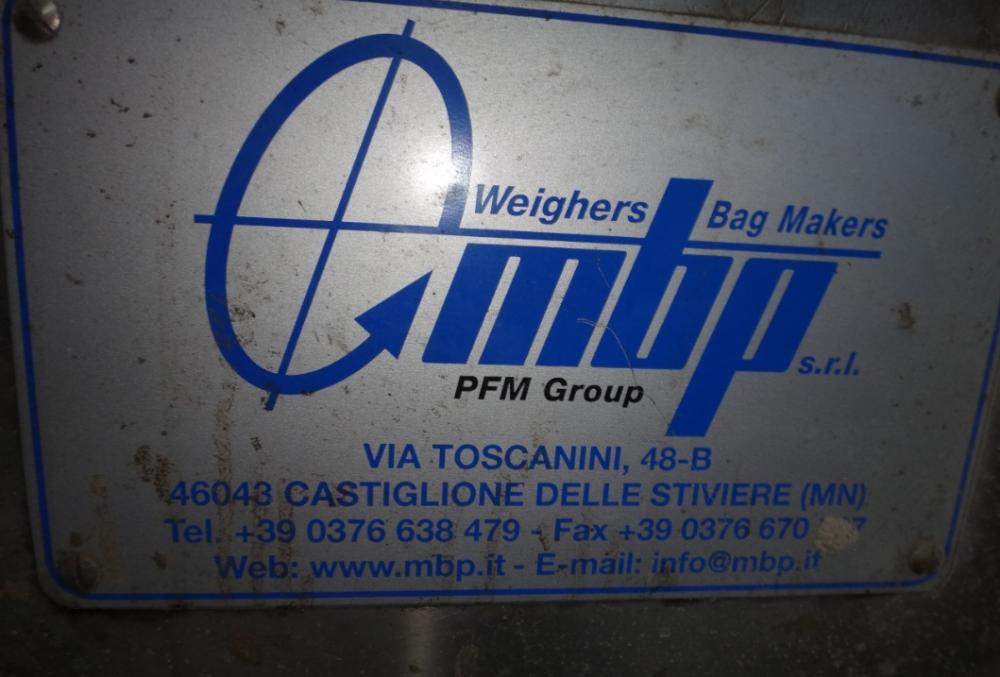 Weighers Bag Makers
mbp s.r.l.
PFM Group
VIA TOSCANINI, 48-B
46043 CASTIGLIONE DELLE STIVIERE (MN)
Tel. +39 0376 638 479 - Fax +39 0376 670
Web: www.mbp.it - E-mail: info@mbp.it